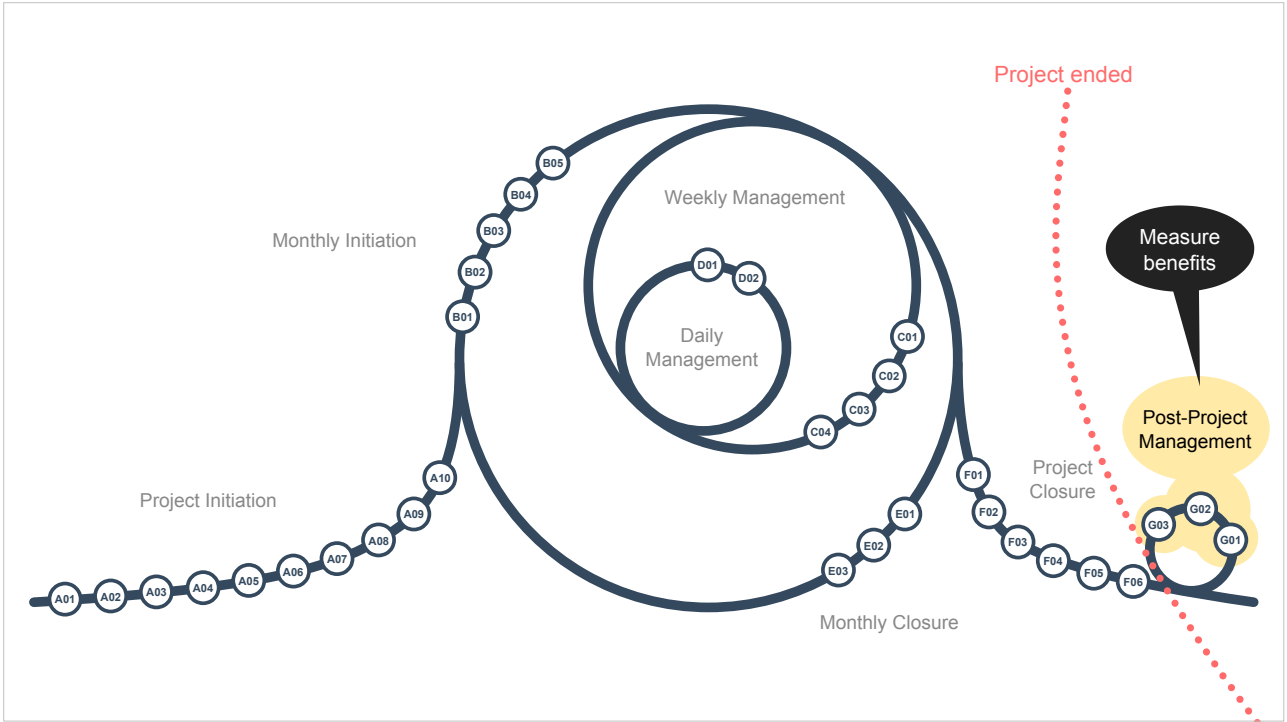 Project ended
Measure
benefits
Weekly Management
Monthly Initiation
Daily
Management
Post-Project
Management
Project
Closure
Project Initiation
Monthly Closure
A01
A02
A03
A04
A05
A06
A07
A08
A09
A10
B01
B02
B03
B04
B05
D01
D02
C01
C02
C03
C04
E01
E02
E03
F01
F02
F03
F04
F05
F06
G03
G02
G01